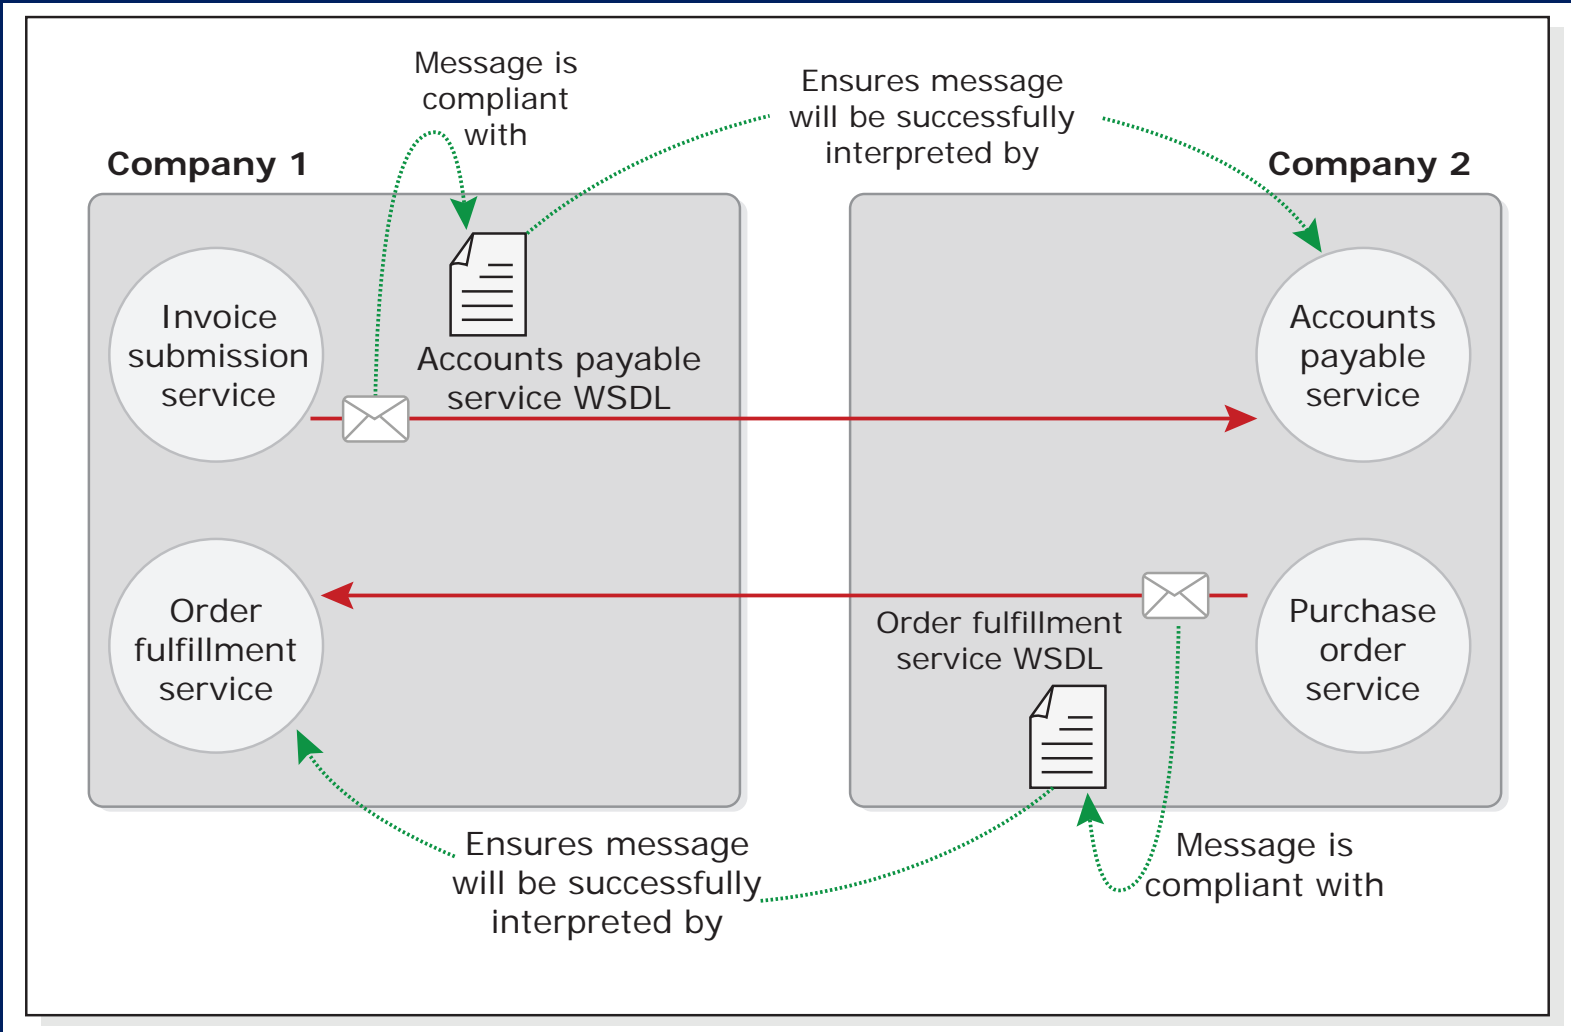 Message is
compliant
with
Ensures message
will be successfully
interpreted by
Company 1
Company 2
Invoice
submission
service
Accounts payable
service WSDL
Accounts
payable
service
Order
fulfillment
service
Order fulfillment
service WSDL
Purchase
order
service
Ensures message
will be successfully
interpreted by
Message is
compliant with